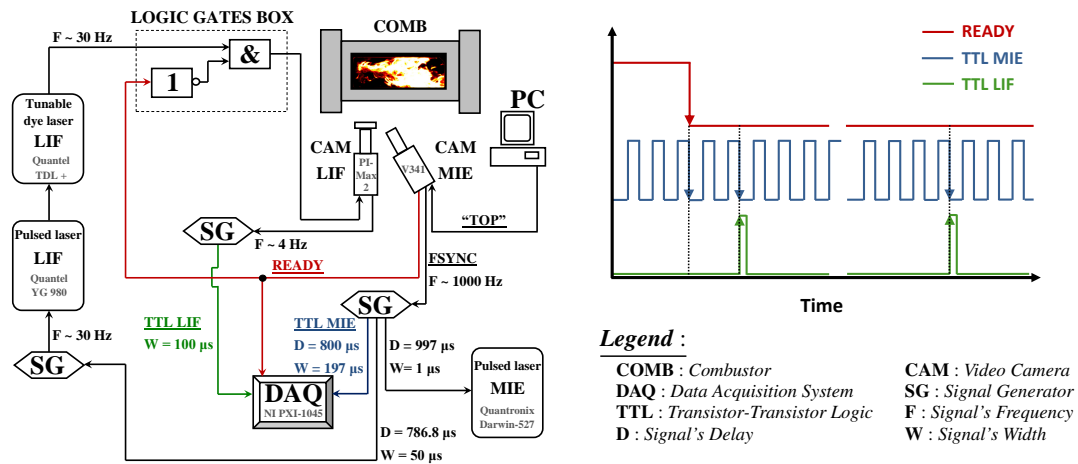 LOGIC GATES BOX
F ~ 30 Hz
&
1
COMB
PC
Tunable
dye laser
LIF
Quantel
TDL +
CAM
LIF
PI-
Max
2
V341
CAM
MIE
"TOP"
SG
F ~ 4 Hz
Pulsed laser
LIF
Quantel
YG 980
READY
FSYNC
F ~ 1000 Hz
SG
F ~ 30 Hz
SG
TTL LIF
W = 100 µs
TTL MIE
D = 800 µs
W = 197 µs
D = 997 µs
W= 1 µs
Pulsed laser
MIE
Quantronix
Darwin-527
DAQ
NI PXI-1045
D = 786.8 µs
W = 50 µs
READY
TTL MIE
TTL LIF
Time
Legend :
COMB : Combustor
DAQ : Data Acquisition System
TTL : Transistor-Transistor Logic
D : Signal's Delay
CAM : Video Camera
SG : Signal Generator
F : Signal's Frequency
W : Signal's Width